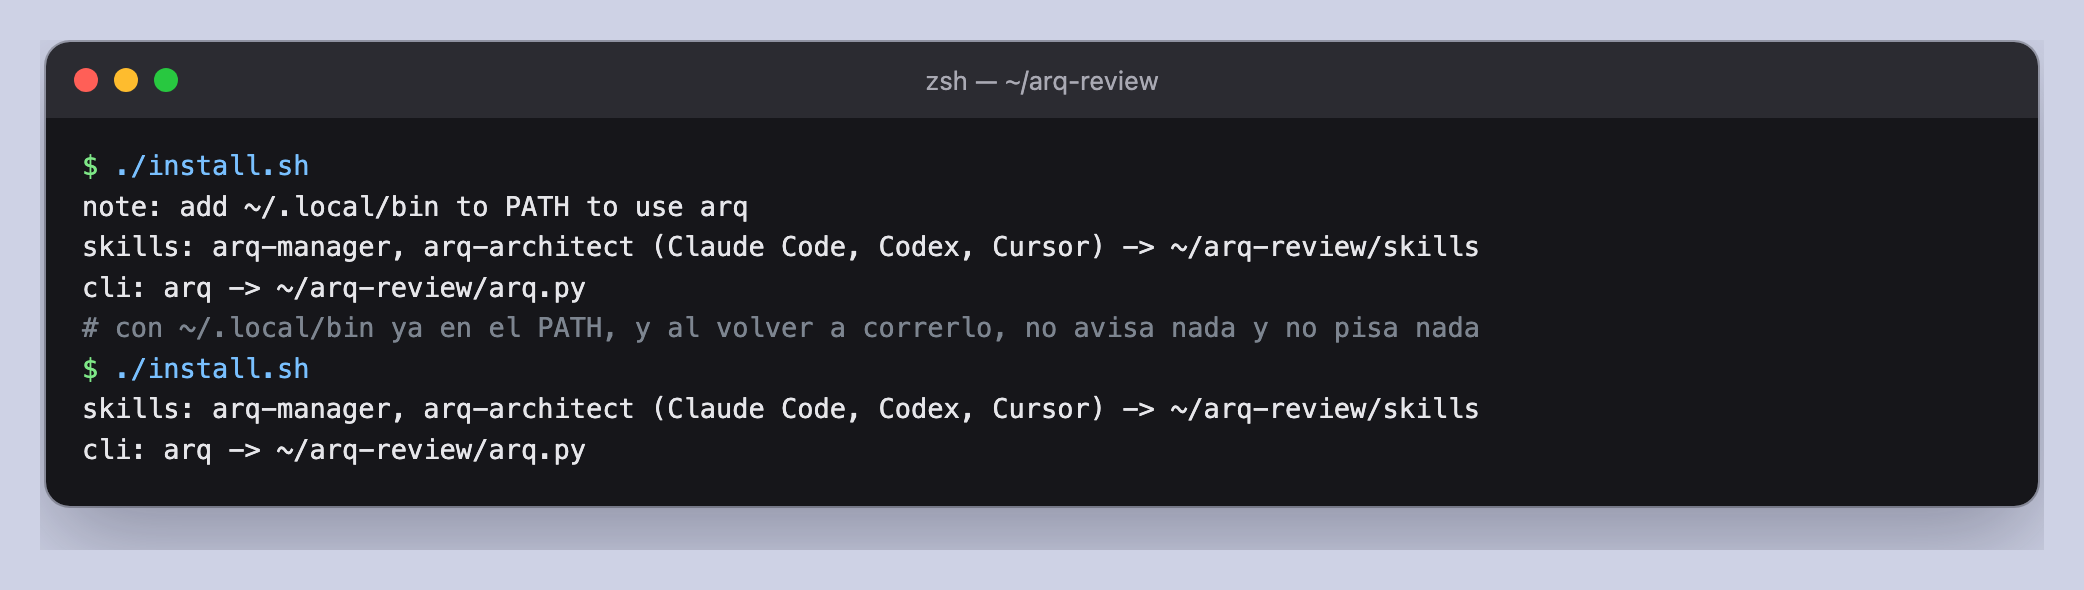 zsh — ~/arq-review
$ ./install.sh
note: add ~/.local/bin to PATH to use arq
skills: arq-manager, arq-architect (Claude Code, Codex, Cursor) -> ~/arq-review/skills
cli: arq -> ~/arq-review/arq.py
# con ~/.local/bin ya en el PATH, y al volver a correrlo, no avisa nada y no pisa nada
$ ./install.sh
skills: arq-manager, arq-architect (Claude Code, Codex, Cursor) -> ~/arq-review/skills
cli: arq -> ~/arq-review/arq.py